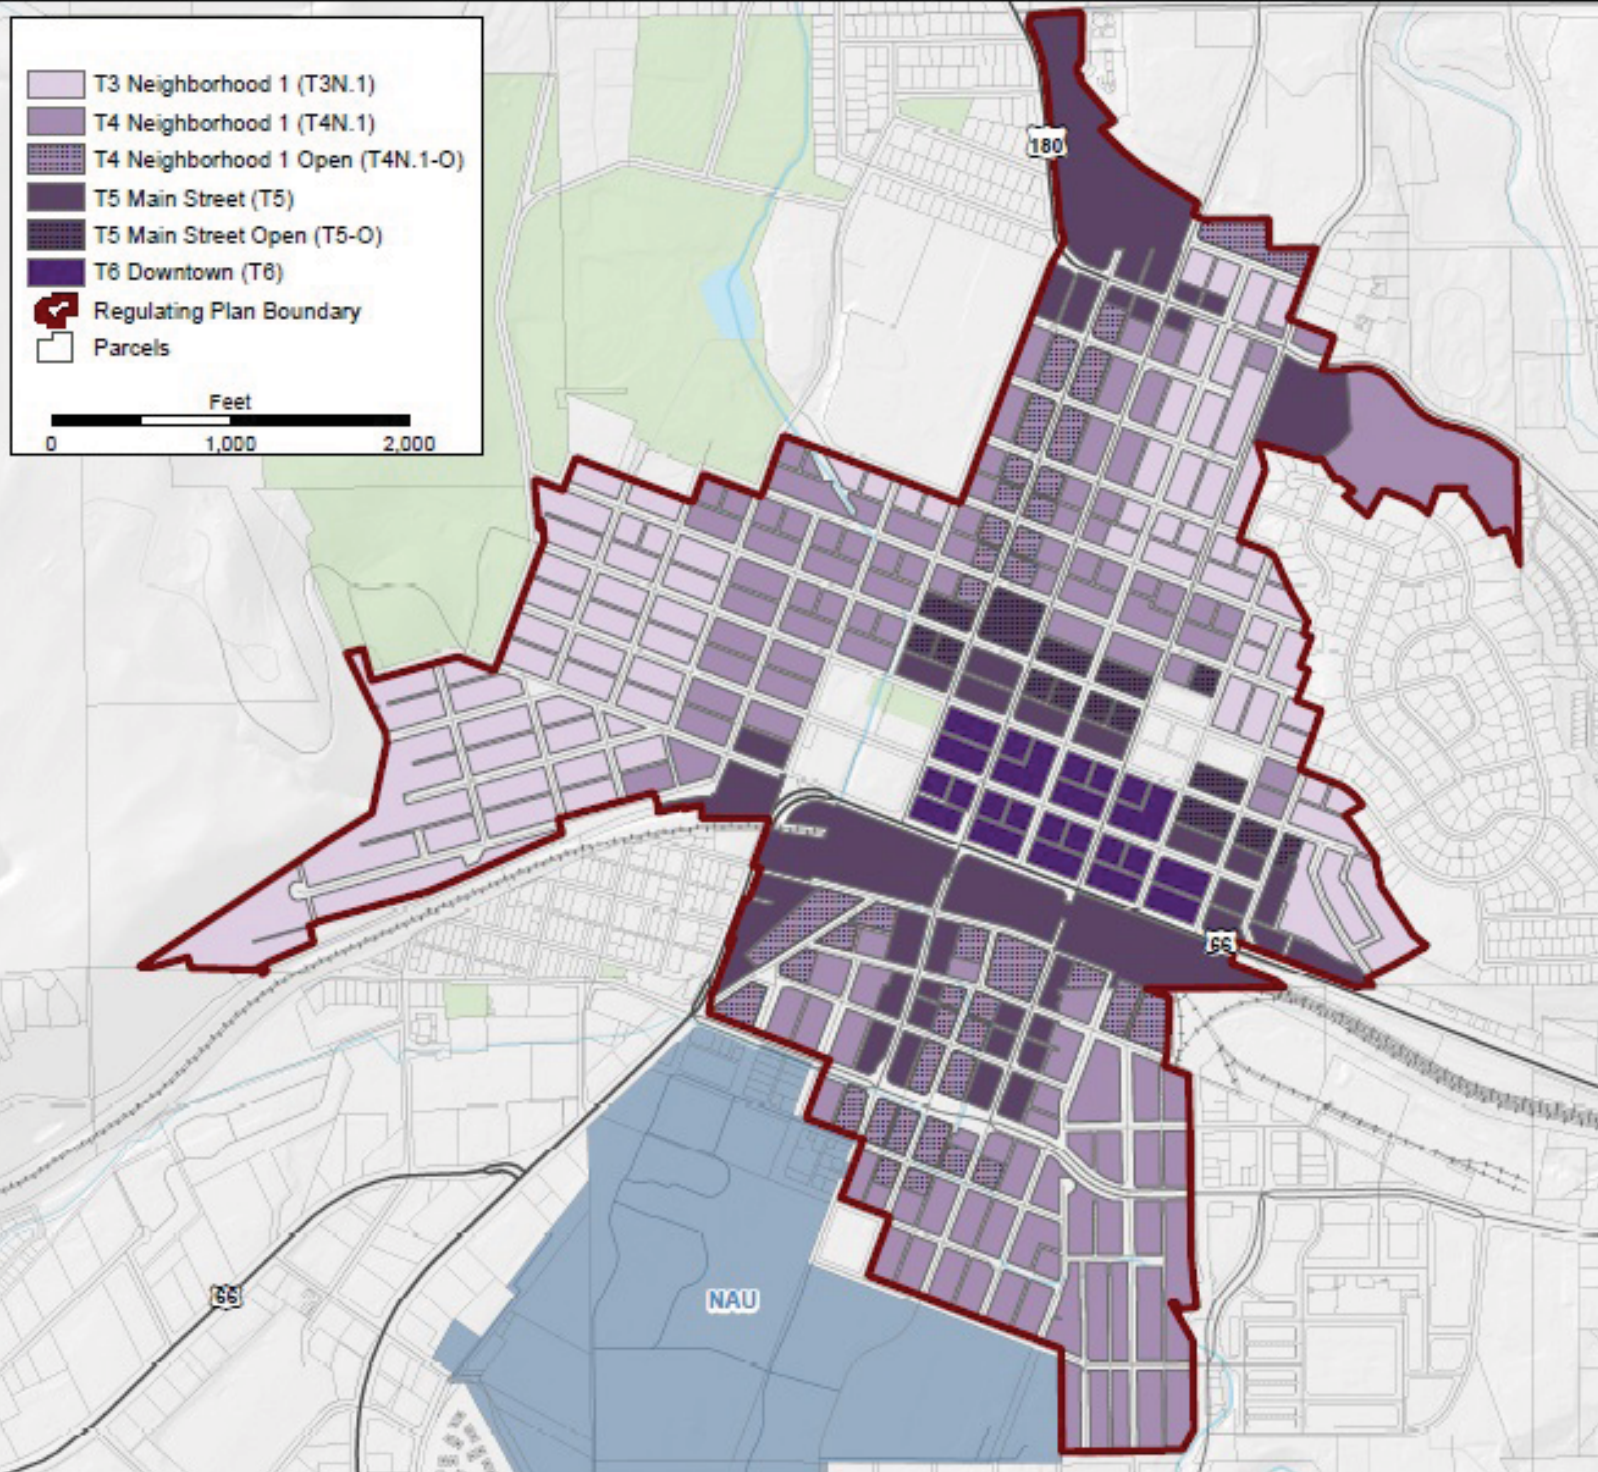 T3 Neighborhood 1 (T3N.1)
T4 Neighborhood 1 (T4N.1)
T4 Neighborhood 1 Open (T4N.1-O)
T5 Main Street (T5)
T5 Main Street Open (T5-O)
T6 Downtown (T6)
Regulating Plan Boundary
Parcels
Feet
0 1,000 2,000
180
66
66
NAU